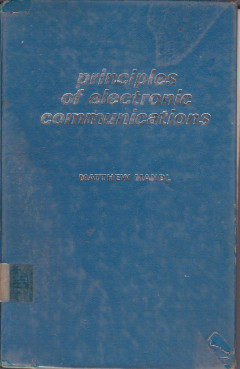 principles
of electronic
communications
MATTHEW MANDL